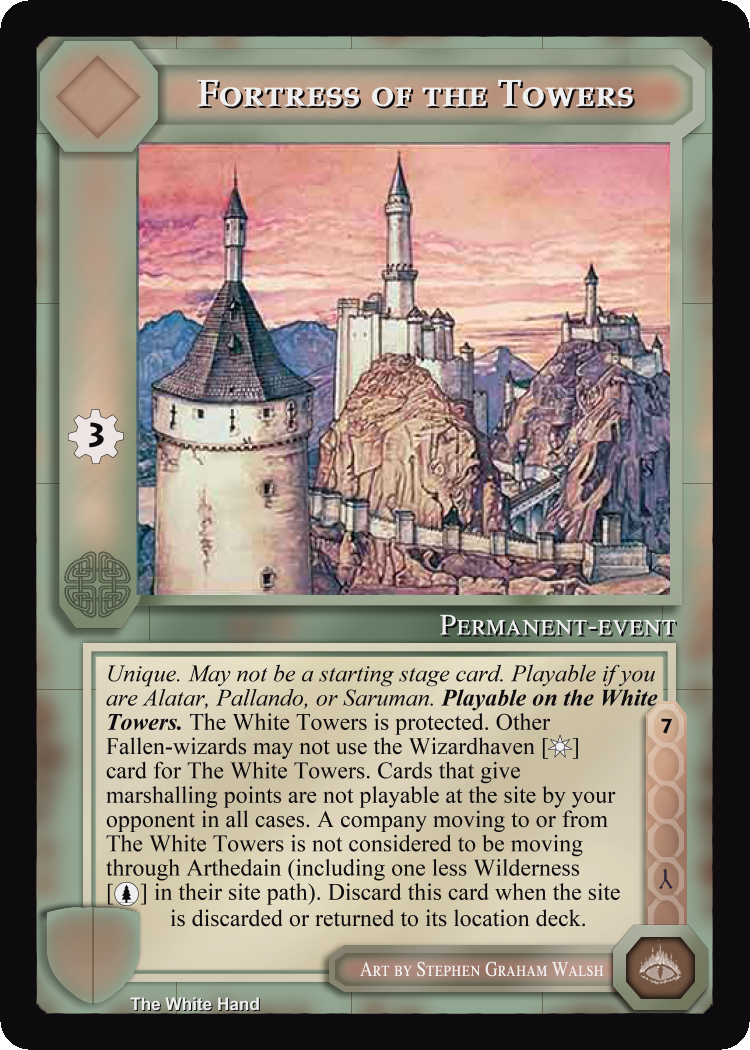 Fortress of the Towers
3
Permanent-event
Unique. May not be a starting stage card. Playable if you
are Alatar, Pallando, or Saruman. Playable on the White
Towers. The White Towers is protected. Other
Fallen-wizards may not use the Wizardhaven [ ]
card for The White Towers. Cards that give
marshalling points are not playable at the site by your
opponent in all cases. A company moving to or from
The White Towers is not considered to be moving
through Arthedain (including one less Wilderness
[ ] in their site path). Discard this card when the site
is discarded or returned to its location deck.
7
Art by Stephen Graham Walsh
The White Hand